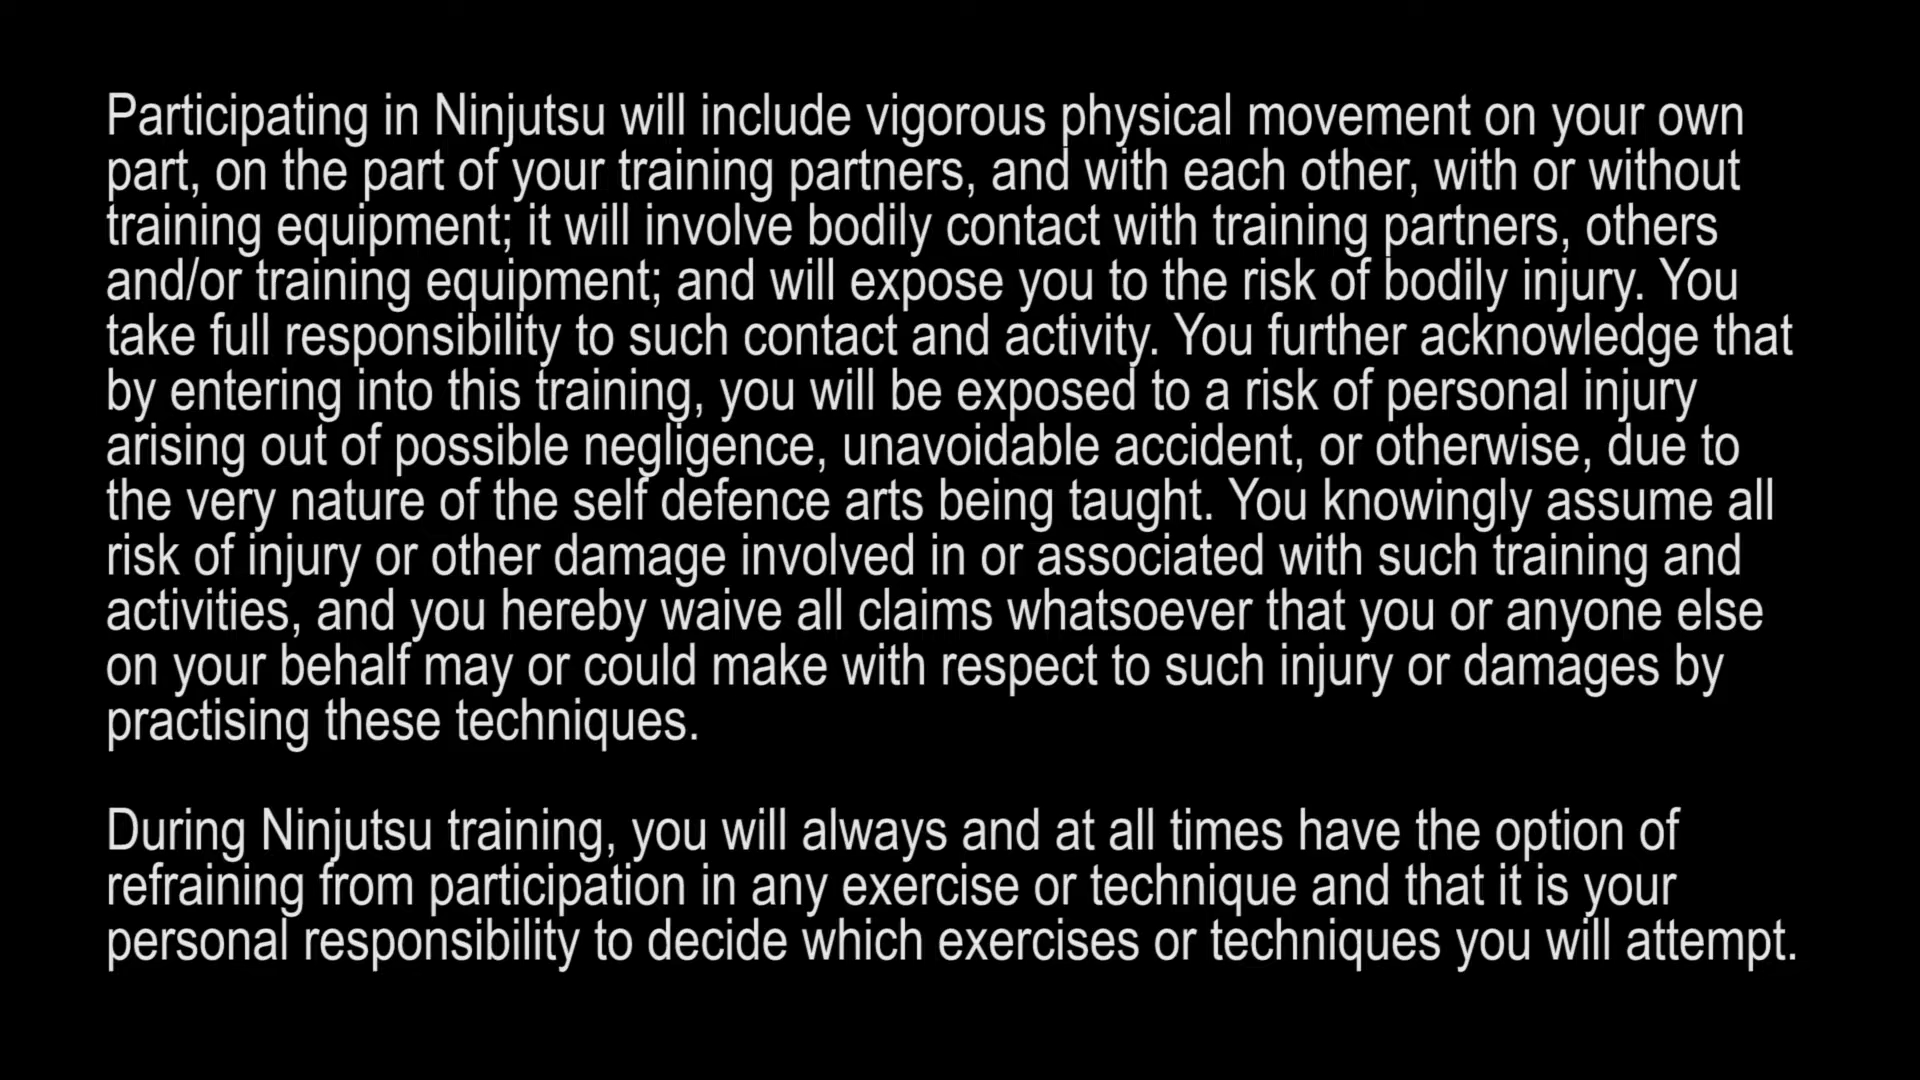 Participating in Ninjutsu will include vigorous physical movement on your own
part, on the part of your training partners, and with each other, with or without
training equipment; it will involve bodily contact with training partners, others
and/or training equipment; and will expose you to the risk of bodily injury. You
take full responsibility to such contact and activity. You further acknowledge that
by entering into this training, you will be exposed to a risk of personal injury
arising out of possible negligence, unavoidable accident, or otherwise, due to
the very nature of the self defence arts being taught. You knowingly assume all
risk of injury or other damage involved in or associated with such training and
activities, and you hereby waive all claims whatsoever that you or anyone else
on your behalf may or could make with respect to such injury or damages by
practising these techniques.
During Ninjutsu training, you will always and at all times have the option of
refraining from participation in any exercise or technique and that it is your
personal responsibility to decide which exercises or techniques you will attempt.